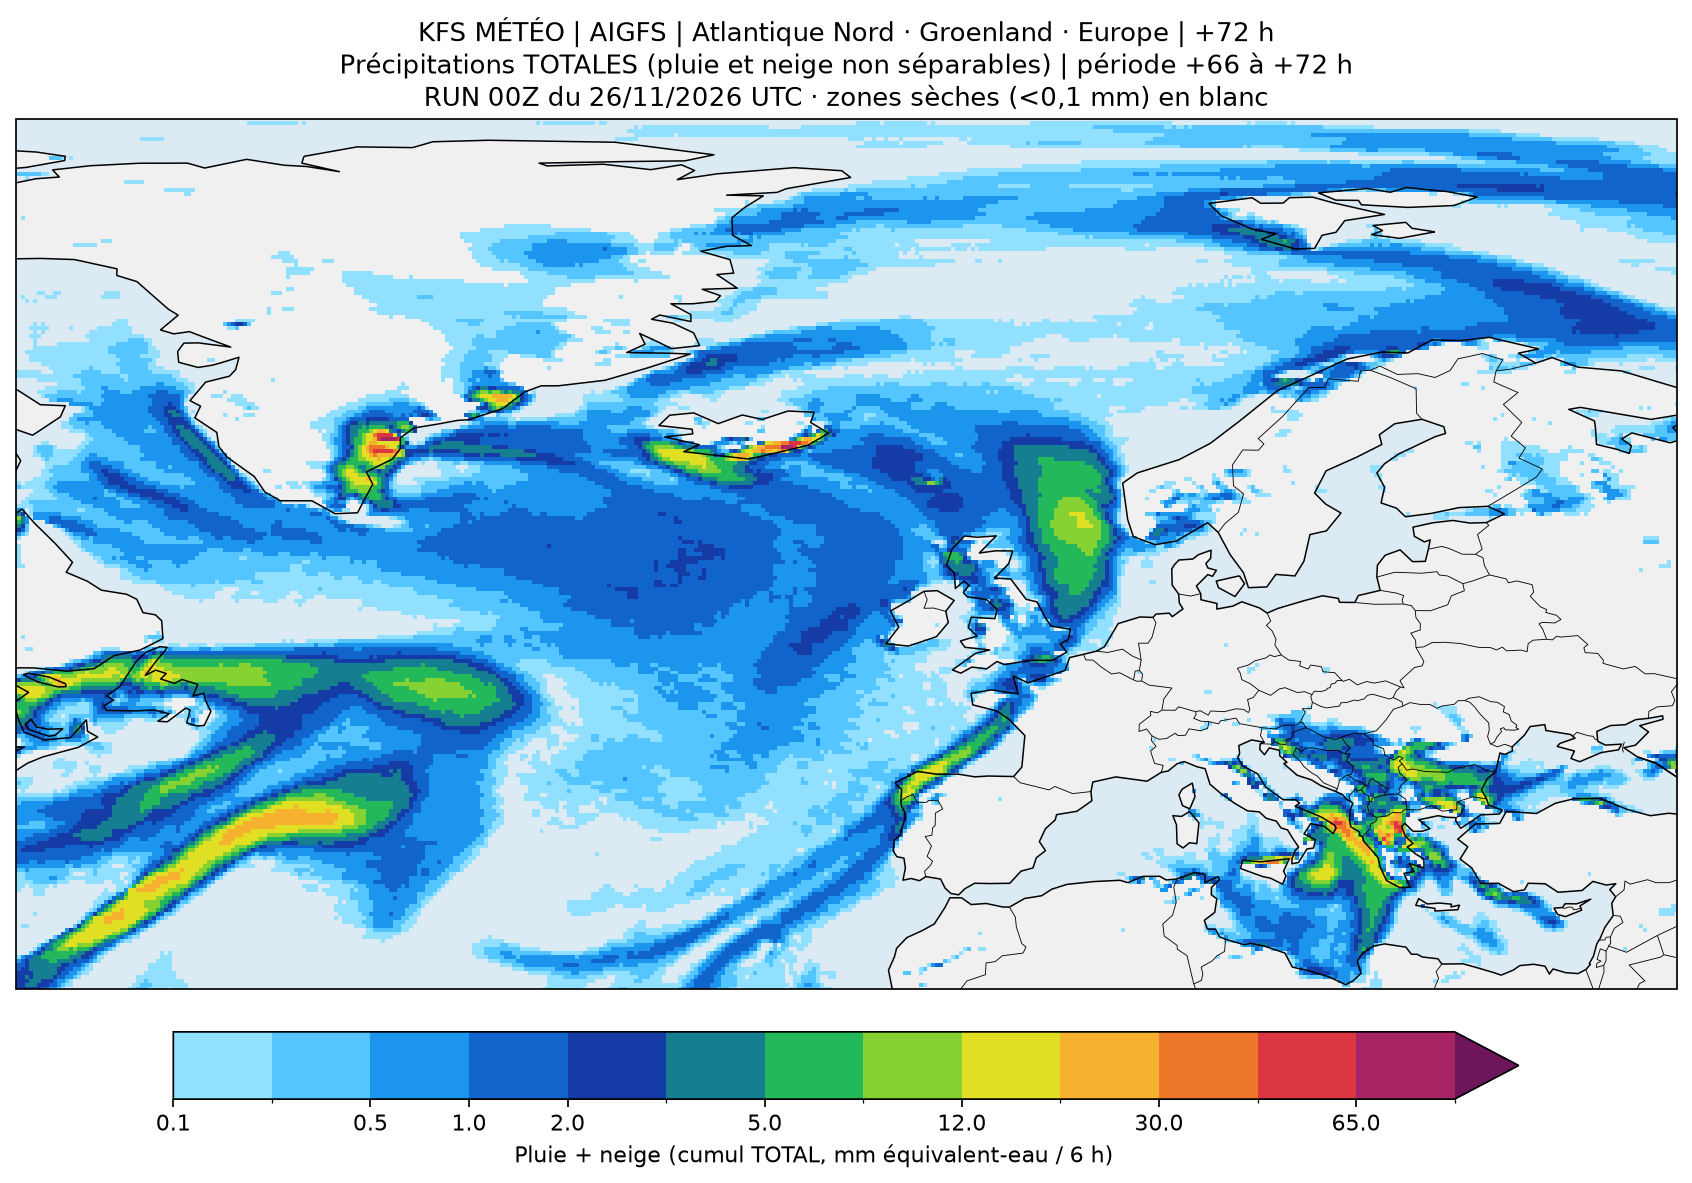 KFS MÉTÉO | AIGFS | Atlantique Nord · Groenland · Europe | +72 h
Précipitations TOTALES (pluie et neige non séparables) | période +66 à +72 h
RUN 00Z du 26/11/2026 UTC · zones sèches (<0,1 mm) en blanc
0.1 0.5 1.0 2.0 5.0 12.0 30.0 65.0
Pluie + neige (cumul TOTAL, mm équivalent-eau / 6 h)